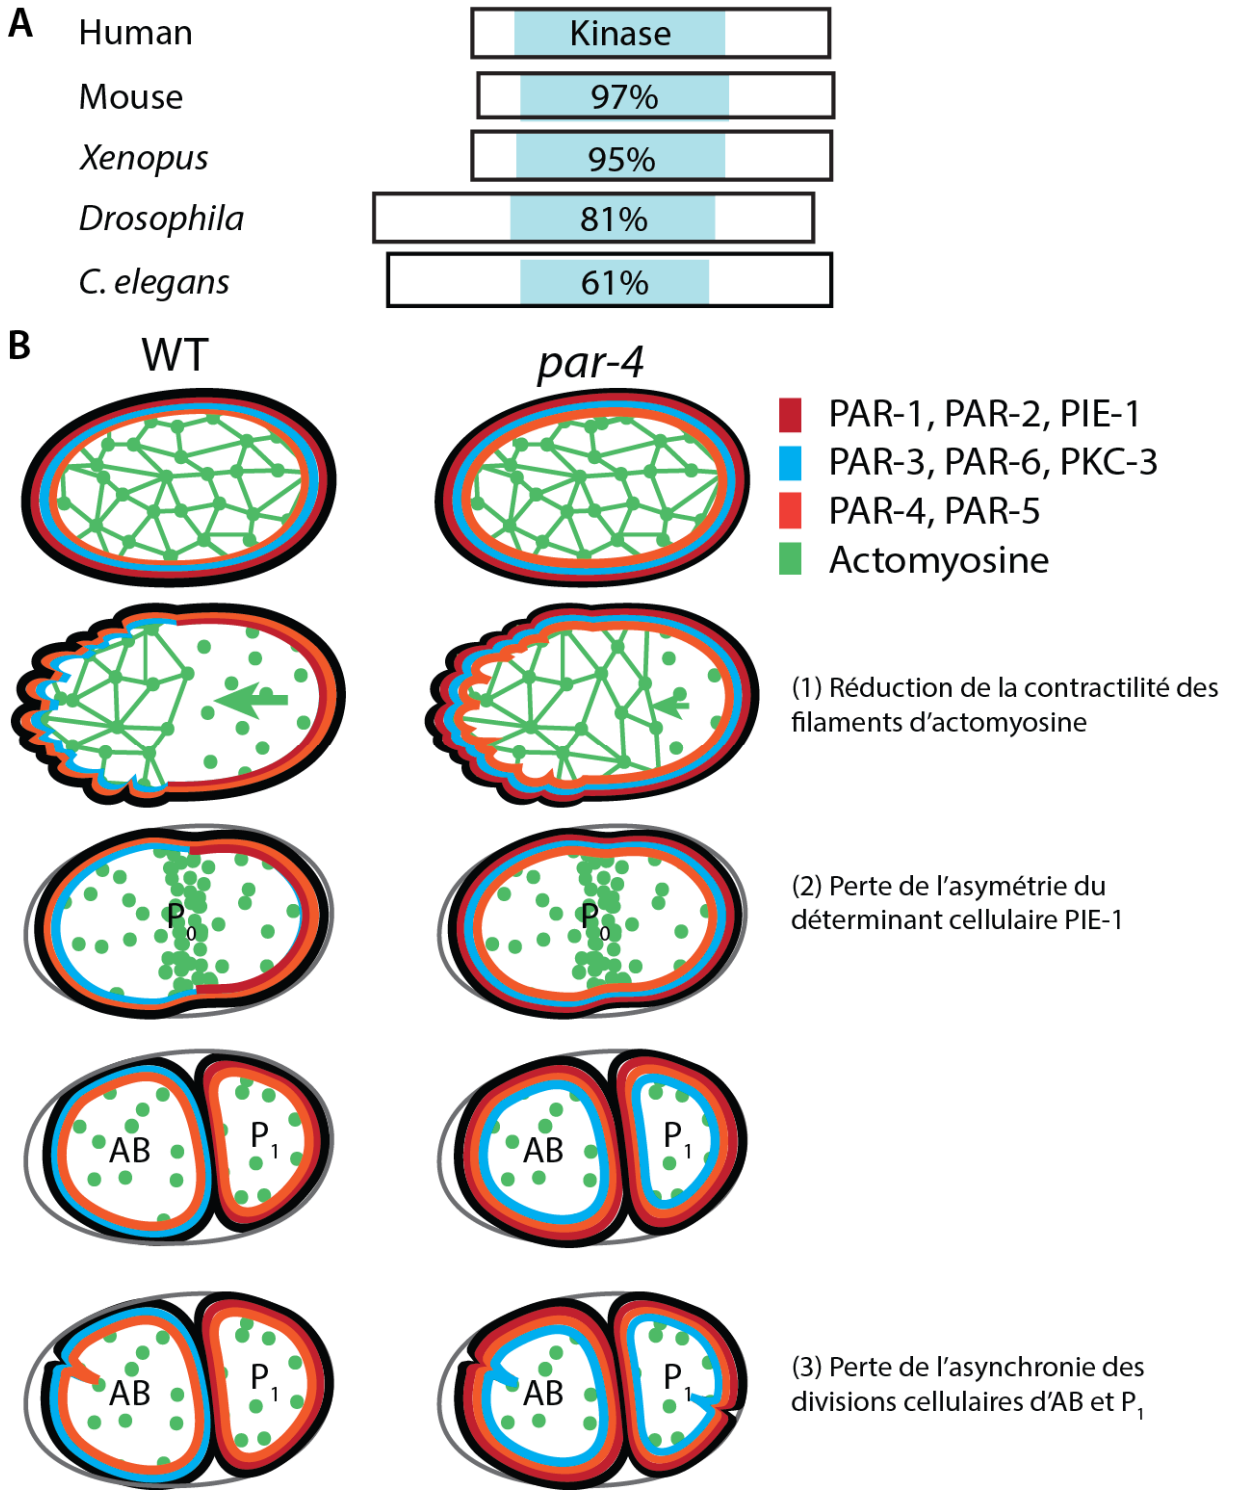 A
Human
Kinase
Mouse
97%
Xenopus
95%
Drosophila
81%
C. elegans
61%
B
WT
par-4
PAR-1, PAR-2, PIE-1
PAR-3, PAR-6, PKC-3
PAR-4, PAR-5
Actomyosine
(1) Réduction de la contractilité des
filaments d'actomyosine
P0
P0
(2) Perte de l'asymétrie du
déterminant cellulaire PIE-1
AB
P1
AB
P1
AB
P1
AB
P1
(3) Perte de l'asynchronie des
divisions cellulaires d'AB et P1